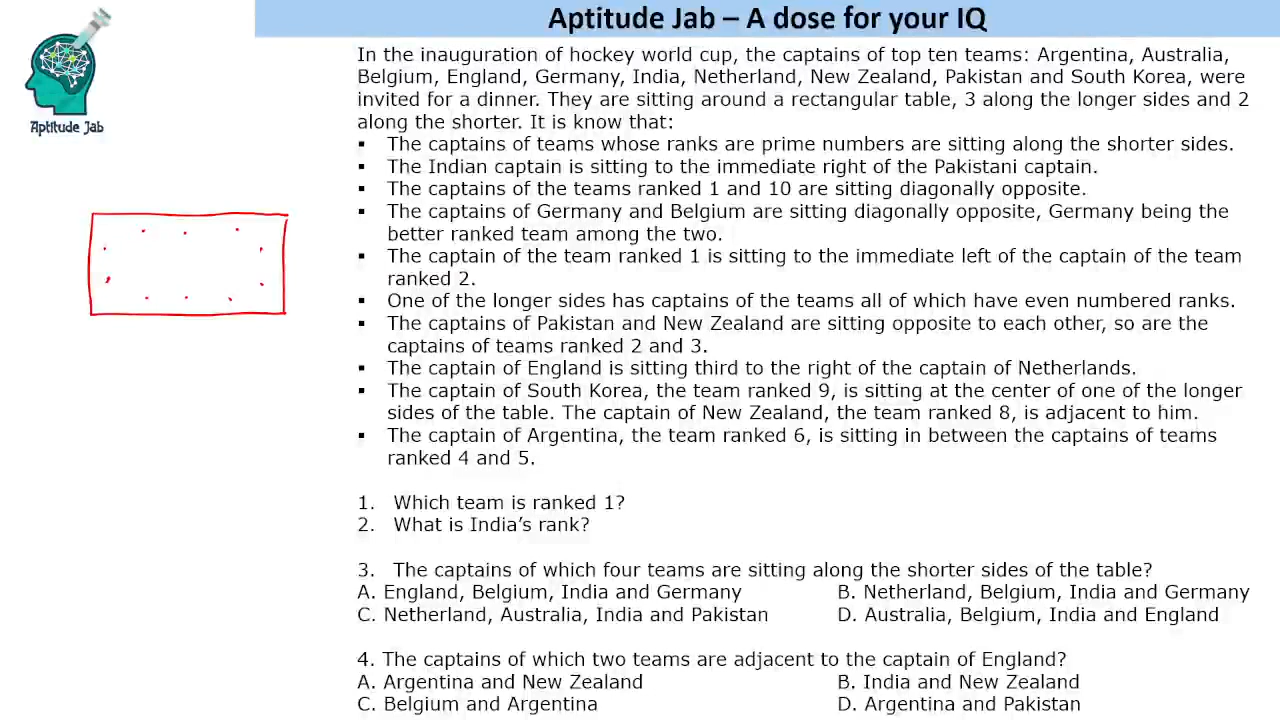 Aptitude Jab – A dose for your IQ
Aptitude Jab
In the inauguration of hockey world cup, the captains of top ten teams: Argentina, Australia,
Belgium, England, Germany, India, Netherland, New Zealand, Pakistan and South Korea, were
invited for a dinner. They are sitting around a rectangular table, 3 along the longer sides and 2
along the shorter. It is know that:
▪ The captains of teams whose ranks are prime numbers are sitting along the shorter sides.
▪ The Indian captain is sitting to the immediate right of the Pakistani captain.
▪ The captains of the teams ranked 1 and 10 are sitting diagonally opposite.
▪ The captains of Germany and Belgium are sitting diagonally opposite, Germany being the
better ranked team among the two.
▪ The captain of the team ranked 1 is sitting to the immediate left of the captain of the team
ranked 2.
▪ One of the longer sides has captains of the teams all of which have even numbered ranks.
▪ The captains of Pakistan and New Zealand are sitting opposite to each other, so are the
captains of teams ranked 2 and 3.
▪ The captain of England is sitting third to the right of the captain of Netherlands.
▪ The captain of South Korea, the team ranked 9, is sitting at the center of one of the longer
sides of the table. The captain of New Zealand, the team ranked 8, is adjacent to him.
▪ The captain of Argentina, the team ranked 6, is sitting in between the captains of teams
ranked 4 and 5.
1. Which team is ranked 1?
2. What is India's rank?
3. The captains of which four teams are sitting along the shorter sides of the table?
A. England, Belgium, India and Germany B. Netherland, Belgium, India and Germany
C. Netherland, Australia, India and Pakistan D. Australia, Belgium, India and England
4. The captains of which two teams are adjacent to the captain of England?
A. Argentina and New Zealand B. India and New Zealand
C. Belgium and Argentina D. Argentina and Pakistan